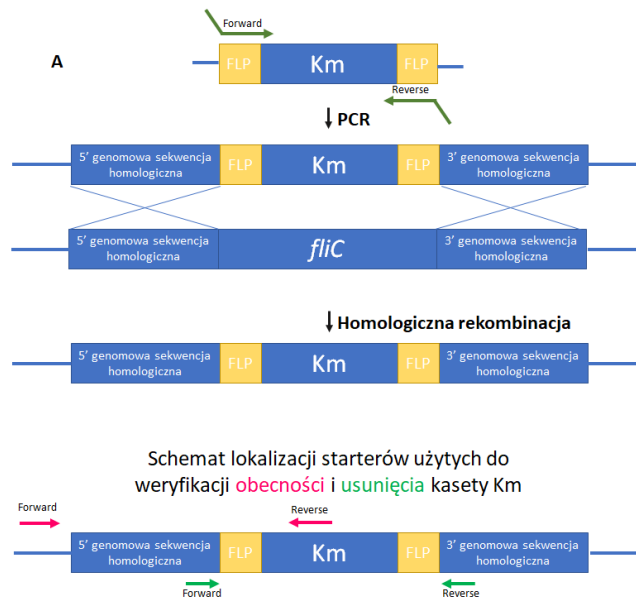 Forward
A
FLP
Km
FLP
Reverse
PCR
5' genomowa sekwencja
homologiczna
FLP
Km
FLP
3' genomowa sekwencja
homologiczna
5' genomowa sekwencja
homologiczna
fliC
3' genomowa sekwencja
homologiczna
Homologiczna rekombinacja
5' genomowa sekwencja
homologiczna
FLP
Km
FLP
3' genomowa sekwencja
homologiczna
Schemat lokalizacji starterów użytych do
weryfikacji obecności i usunięcia kasety Km
Forward
Reverse
5' genomowa sekwencja
homologiczna
FLP
Km
FLP
3' genomowa sekwencja
homologiczna
Forward
Reverse